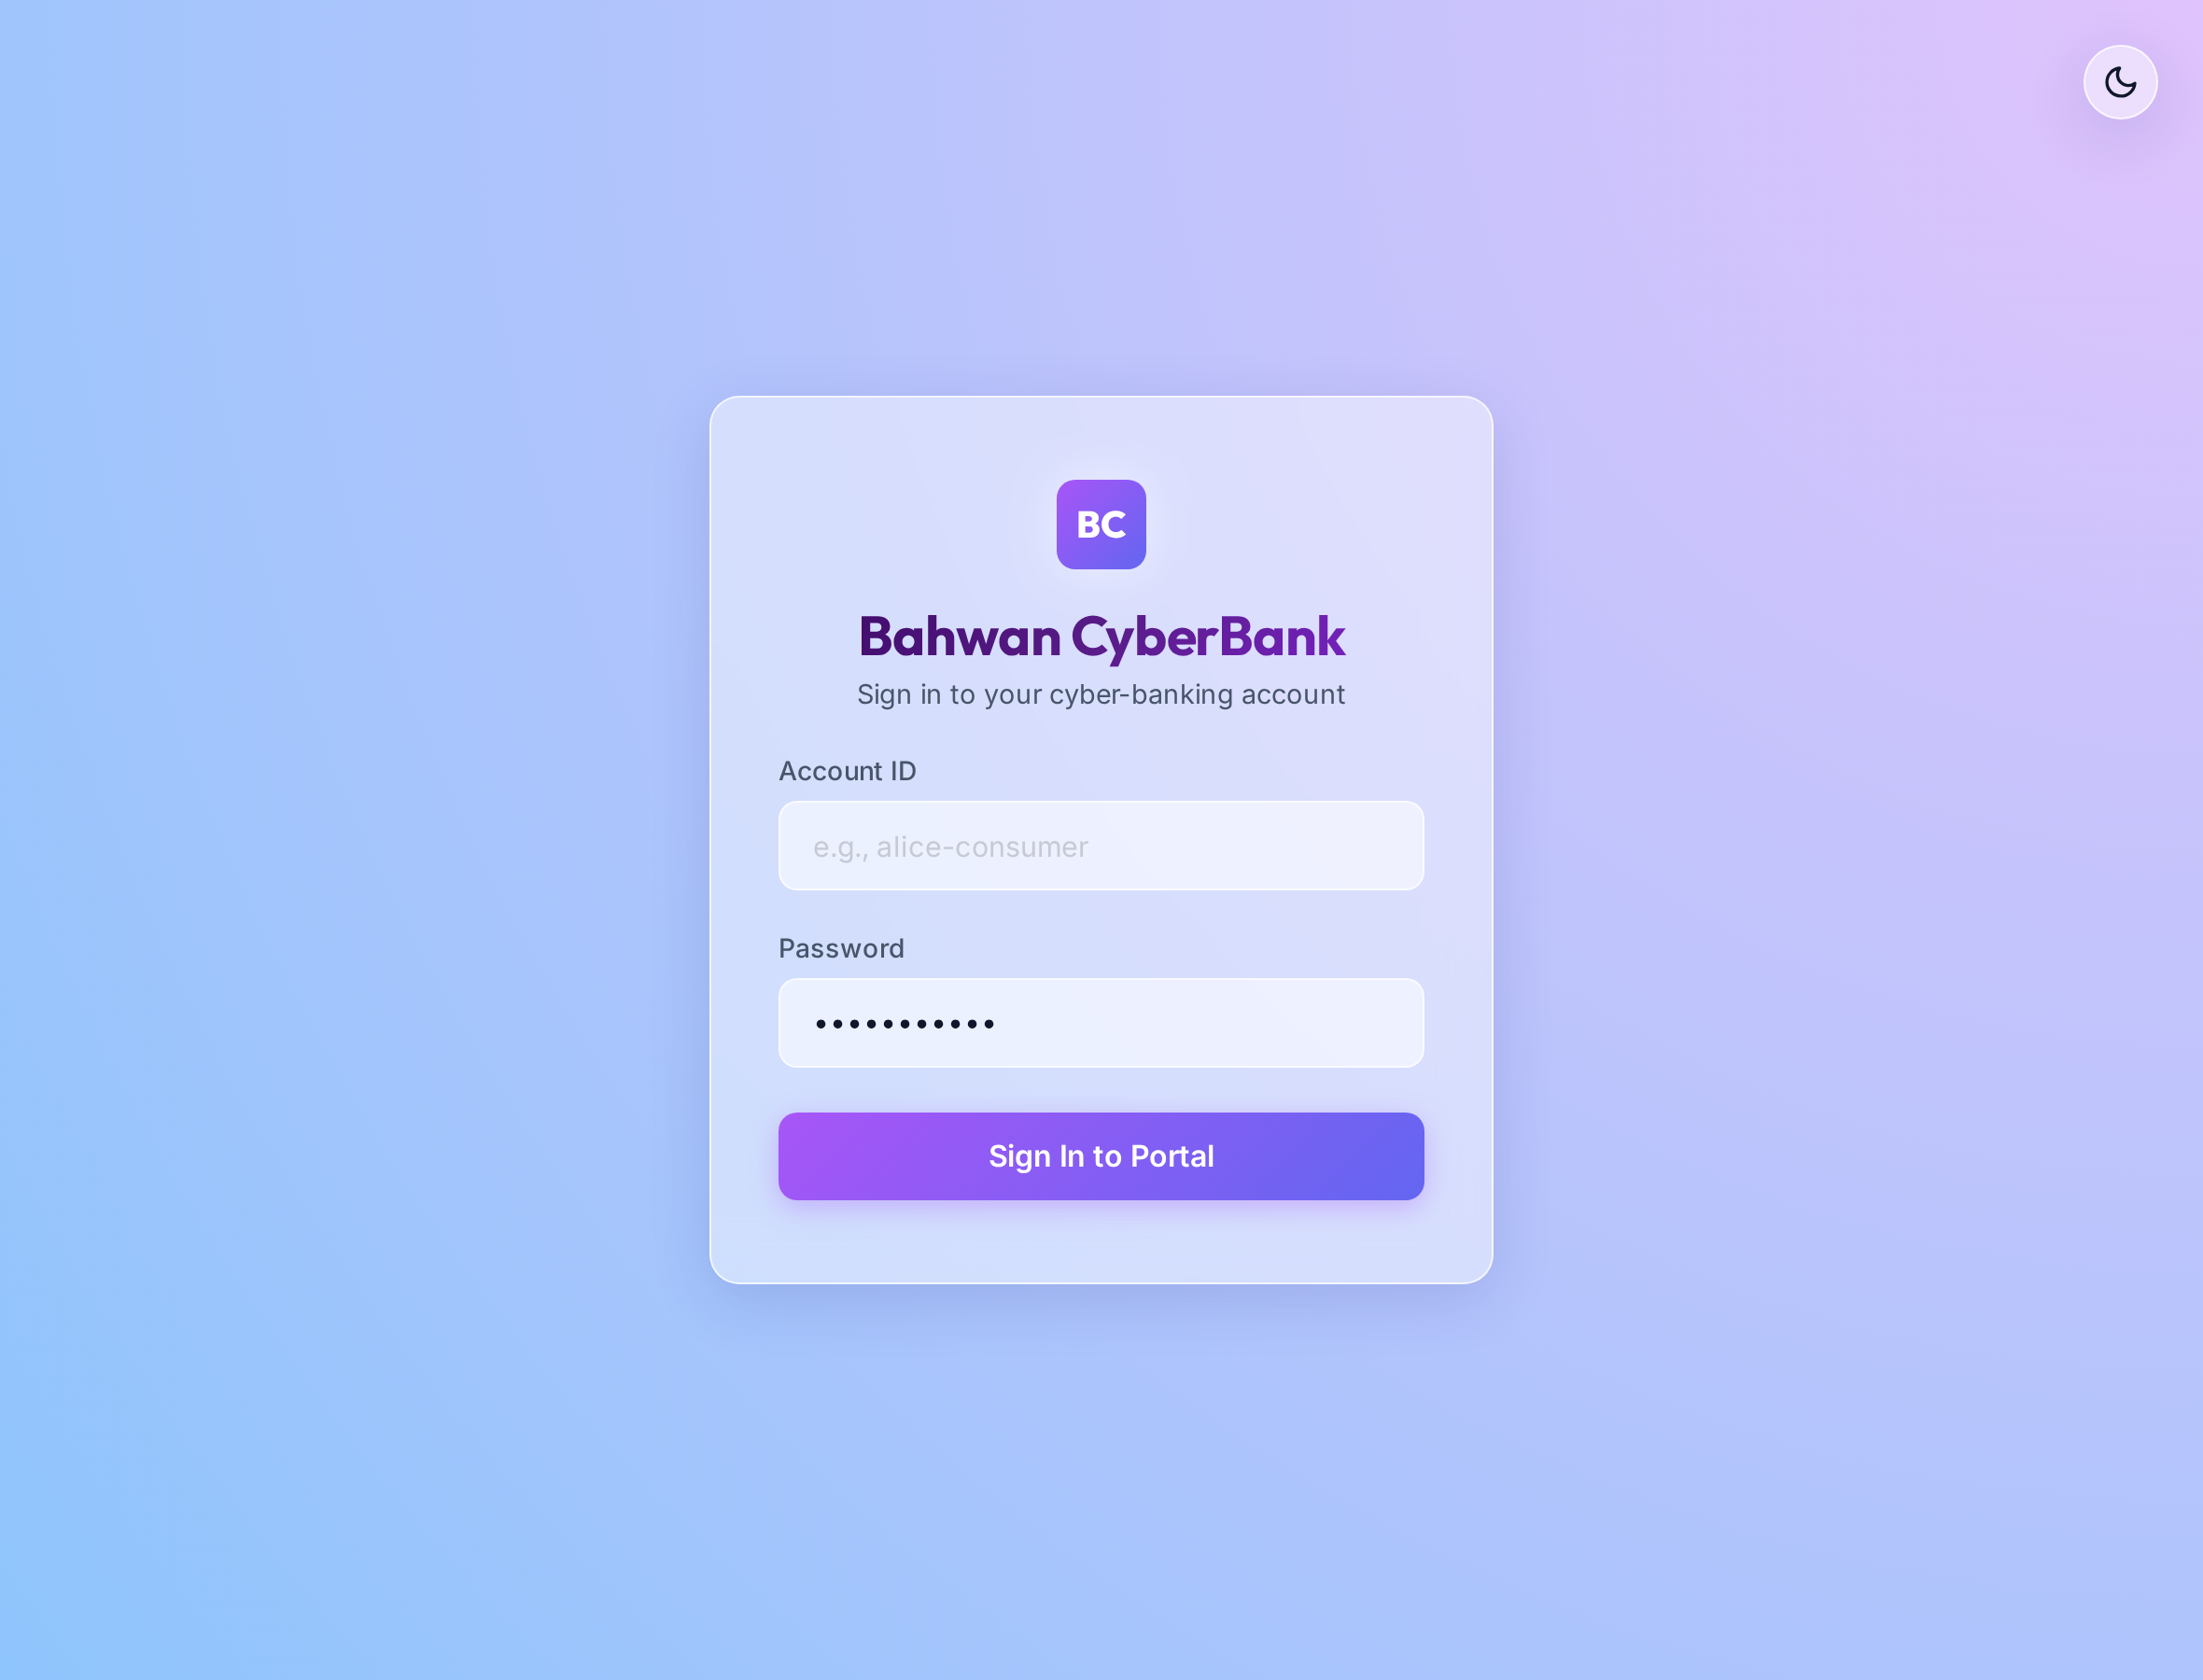 BC
Bahwan CyberBank
Sign in to your cyber-banking account
Account ID
e.g., alice-consumer
Password
•••••••••••
Sign In to Portal